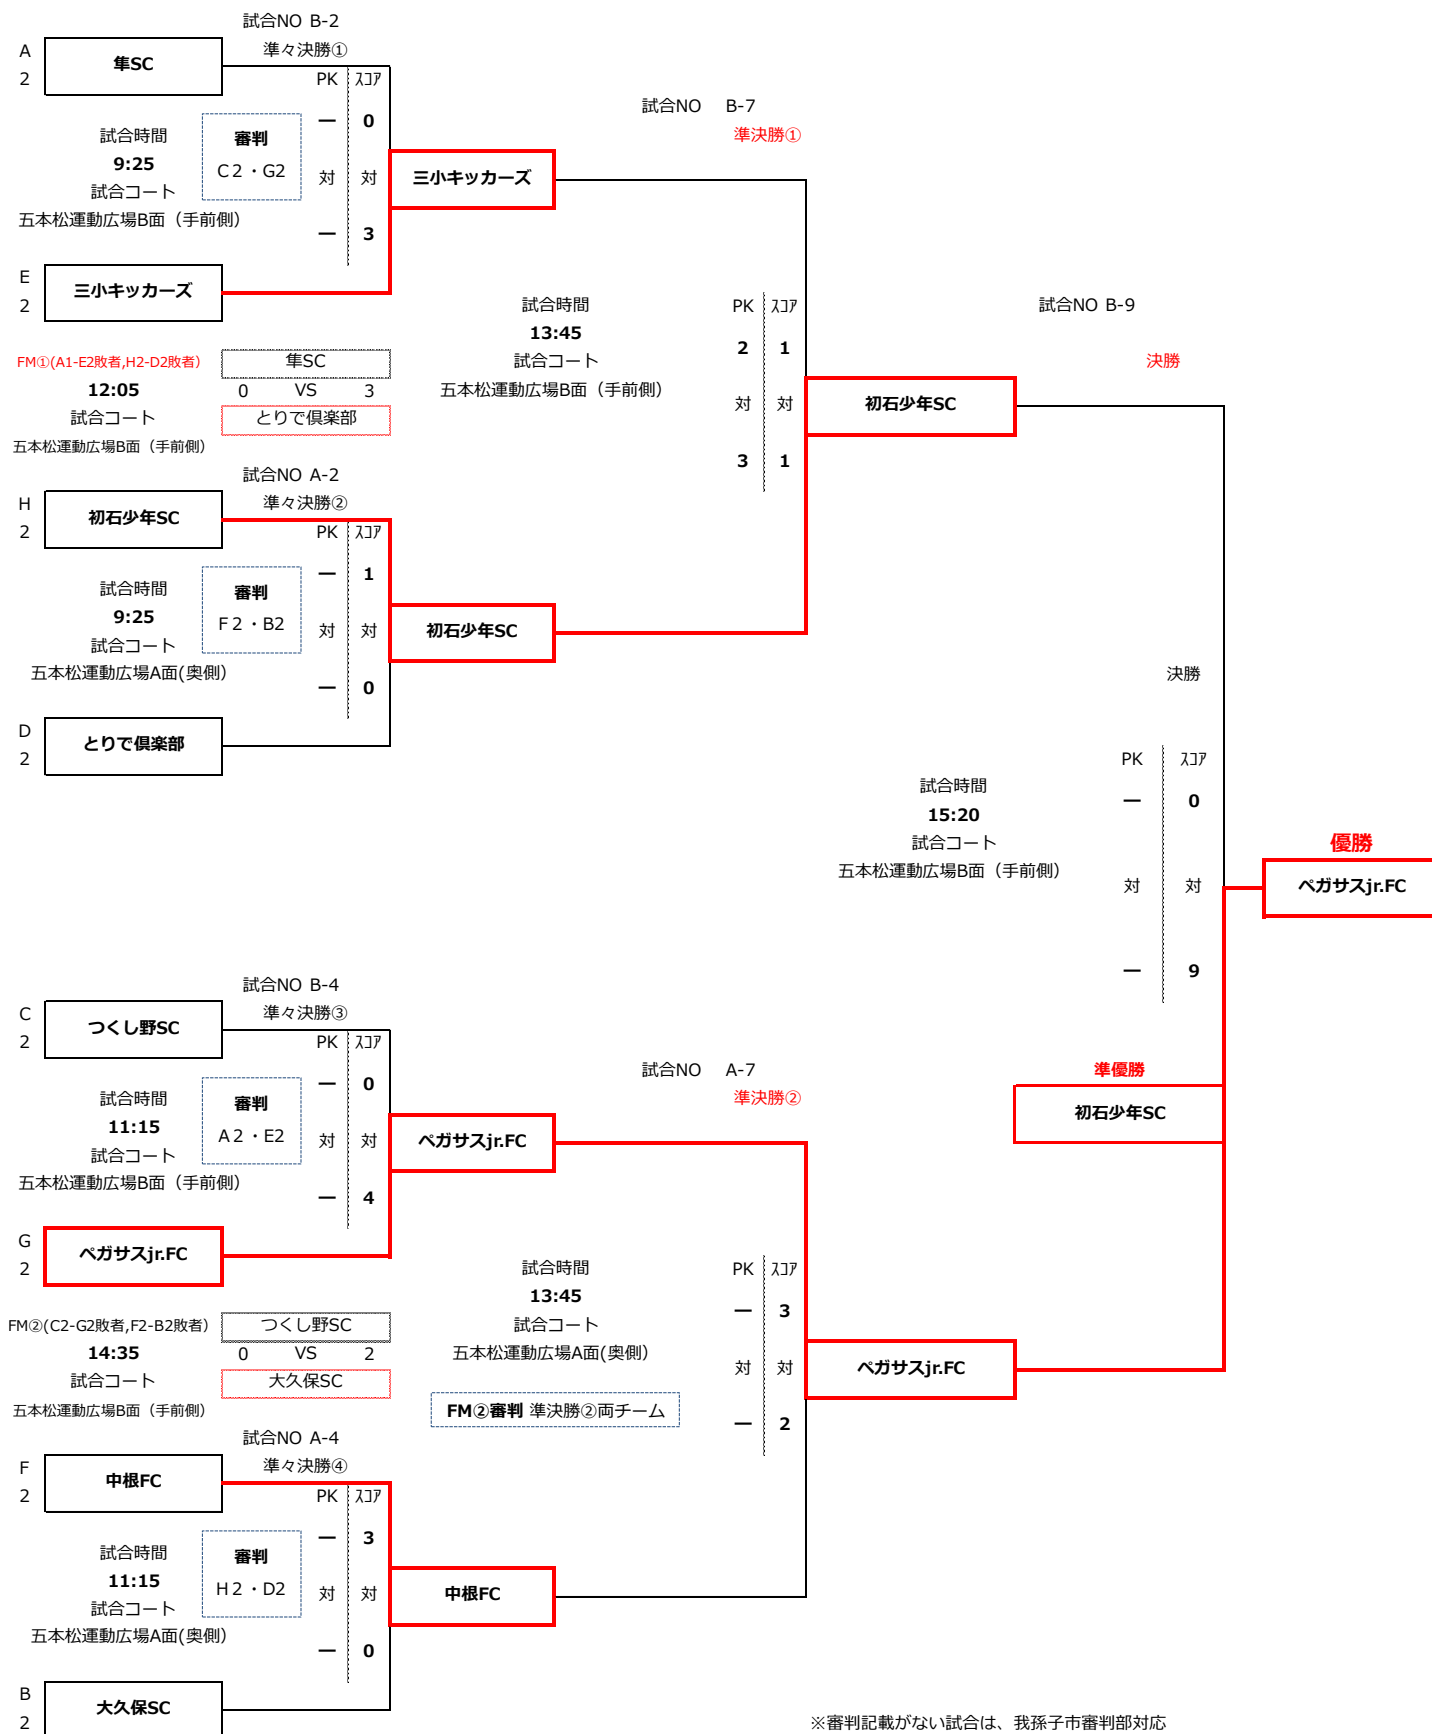 試合NO B-2
A
2
隼SC
準々決勝①
PK スコア
試合時間
9:25
試合コート
五本松運動広場B面（手前側）
審判
C2・G2
— 0
対 対
— 3
三小キッカーズ
E
2
三小キッカーズ
試合NO B-7
準決勝①
試合時間
13:45
試合コート
五本松運動広場B面（手前側）
PK スコア
2 1
対 対
3 1
FM①(A1-E2敗者,H2-D2敗者）
12:05
試合コート
五本松運動広場B面（手前側）
隼SC
0 VS 3
とりで倶楽部
試合NO B-9
決勝
初石少年SC
試合NO A-2
準々決勝②
H
2
初石少年SC
PK スコア
試合時間
9:25
試合コート
五本松運動広場A面(奥側）
審判
F2・B2
— 1
対 対
— 0
初石少年SC
D
2
とりで倶楽部
決勝
PK スコア
試合時間
15:20
試合コート
五本松運動広場B面（手前側）
— 0
対 対
— 9
優勝
ペガサスjr.FC
試合NO B-4
準々決勝③
C
2
つくし野SC
PK スコア
試合時間
11:15
試合コート
五本松運動広場B面（手前側）
審判
A2・E2
— 0
対 対
— 4
ペガサスjr.FC
G
2
ペガサスjr.FC
試合NO A-7
準決勝②
準優勝
初石少年SC
試合時間
13:45
試合コート
五本松運動広場A面(奥側）
PK スコア
— 3
対 対
— 2
ペガサスjr.FC
FM②審判 準決勝②両チーム
FM②(C2-G2敗者,F2-B2敗者）
14:35
試合コート
五本松運動広場B面（手前側）
つくし野SC
0 VS 2
大久保SC
試合NO A-4
準々決勝④
F
2
中根FC
PK スコア
試合時間
11:15
試合コート
五本松運動広場A面(奥側）
審判
H2・D2
— 3
対 対
— 0
中根FC
B
2
大久保SC
※審判記載がない試合は、我孫子市審判部対応